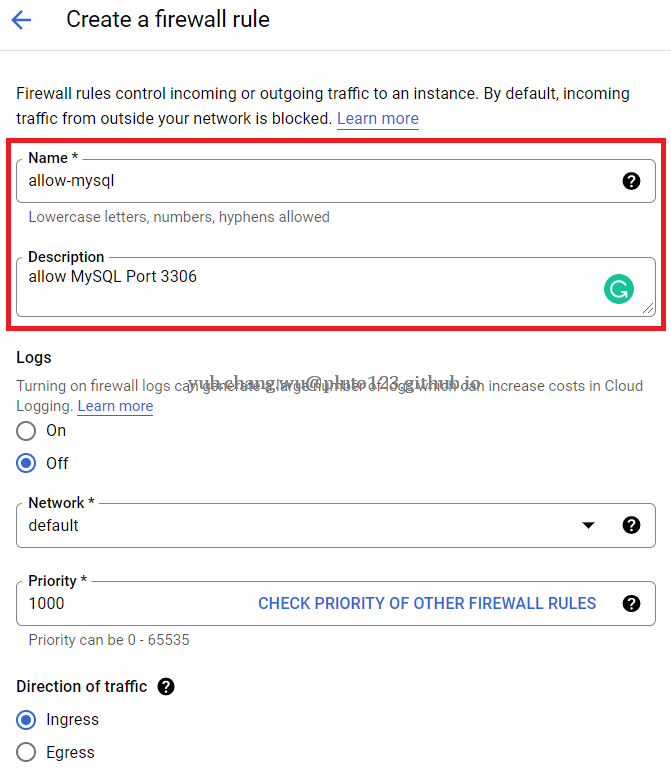 Create a firewall rule
Firewall rules control incoming or outgoing traffic to an instance. By default, incoming
traffic from outside your network is blocked. Learn more
Name *
allow-mysql
Lowercase letters, numbers, hyphens allowed
Description
allow MySQL Port 3306
Logs
Turning on firewall logs can generate a large number of logs which can increase costs in Cloud
yuh.chang.wu@pluto123.github.io
Logging. Learn more
On
Off
Network *
default
Priority *
1000 CHECK PRIORITY OF OTHER FIREWALL RULES
Priority can be 0 - 65535
Direction of traffic
Ingress
Egress